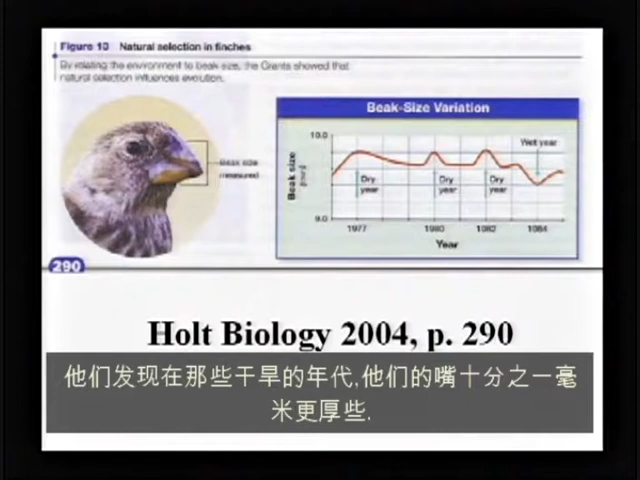 Figure 10 Natural selection in finches
By relating the environment to beak size, the Grants showed that
natural selection influences evolution.
Beak size
measured
Beak-Size Variation
Beak size
(mm)
10.0
9.0
Dry
year
Dry
year
Dry
year
Wet year
1977
1980
1982
1984
Year
290
Holt Biology 2004, p. 290
他们发现在那些干旱的年代,他们的嘴十分之一毫
米更厚些.